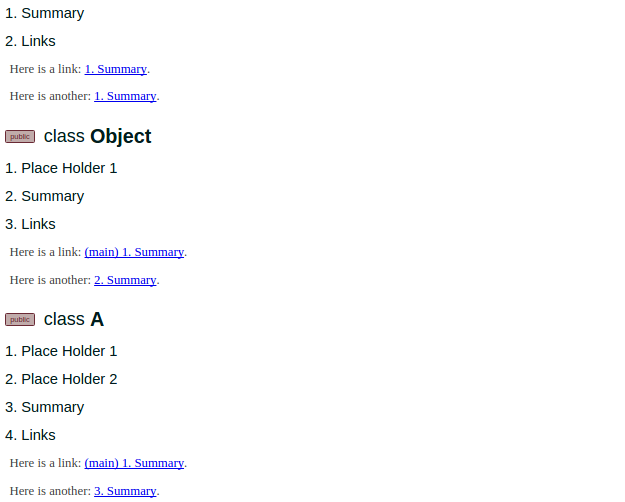 1. Summary
2. Links
Here is a link: 1. Summary.
Here is another: 1. Summary.
public class Object
1. Place Holder 1
2. Summary
3. Links
Here is a link: (main) 1. Summary.
Here is another: 2. Summary.
public class A
1. Place Holder 1
2. Place Holder 2
3. Summary
4. Links
Here is a link: (main) 1. Summary.
Here is another: 3. Summary.